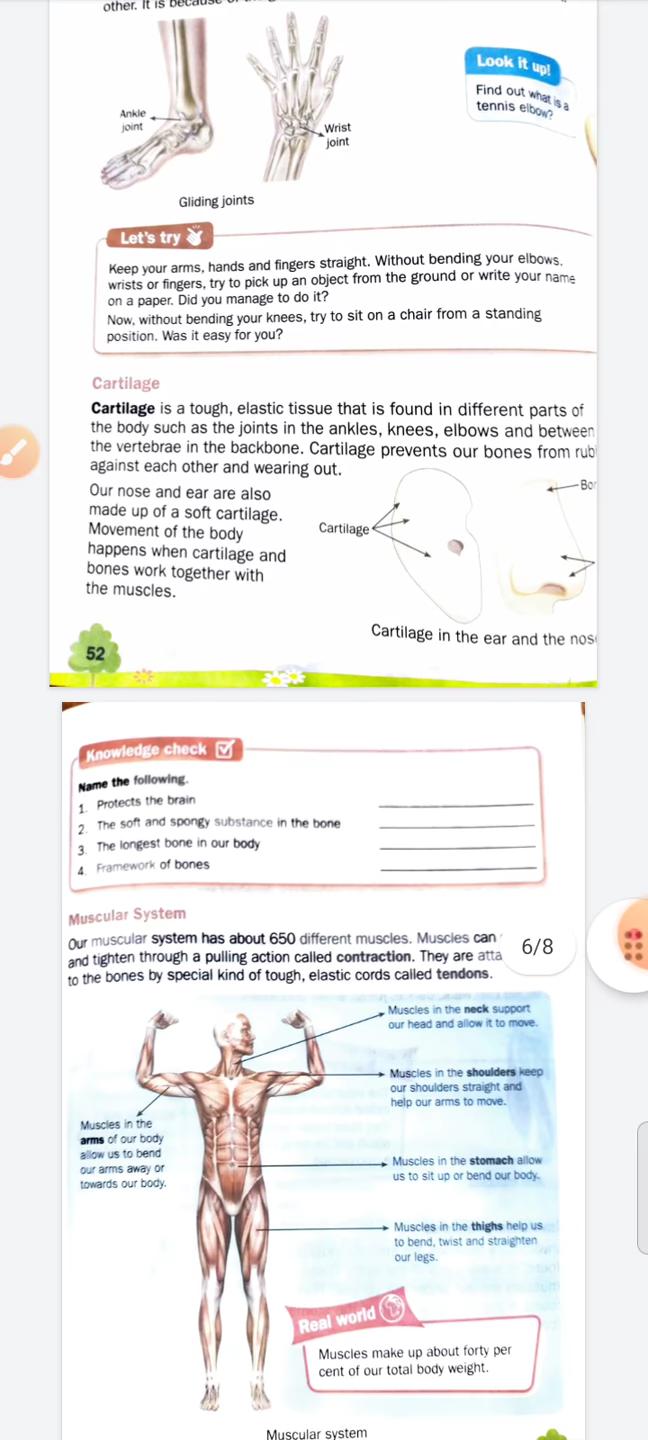 other. It is because
Ankle
joint
Wrist
joint
Gliding joints
Look it up!
Find out what is a
tennis elbow?
Let's try
Keep your arms, hands and fingers straight. Without bending your elbows,
wrists or fingers, try to pick up an object from the ground or write your name
on a paper. Did you manage to do it?
Now, without bending your knees, try to sit on a chair from a standing
position. Was it easy for you?
Cartilage
Cartilage is a tough, elastic tissue that is found in different parts of
the body such as the joints in the ankles, knees, elbows and between
the vertebrae in the backbone. Cartilage prevents our bones from rub
against each other and wearing out.
Our nose and ear are also
made up of a soft cartilage.
Movement of the body
happens when cartilage and
bones work together with
the muscles.
Cartilage
Bo
Cartilage in the ear and the nos
52
Knowledge check
Name the following.
1. Protects the brain
2. The soft and spongy substance in the bone
3. The longest bone in our body
4. Framework of bones
Muscular System
Our muscular system has about 650 different muscles. Muscles can
and tighten through a pulling action called contraction. They are atta
to the bones by special kind of tough, elastic cords called tendons.
6/8
Muscles in the neck support
our head and allow it to move.
Muscles in the shoulders keep
our shoulders straight and
help our arms to move.
Muscles in the
arms of our body
allow us to bend
our arms away or
towards our body.
Muscles in the stomach allow
us to sit up or bend our body.
Muscles in the thighs help us
to bend, twist and straighten
our legs.
Real world
Muscles make up about forty per
cent of our total body weight.
Muscular system